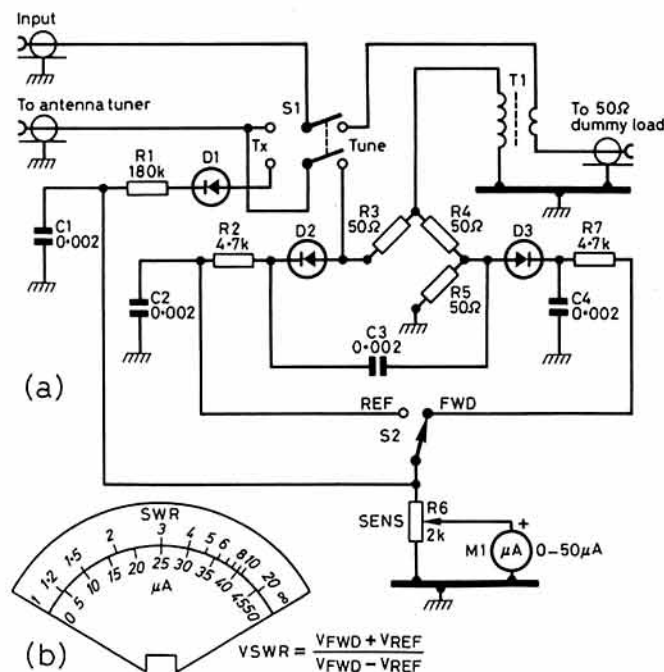 Input
To antenna tuner
S1
Tx
Tune
T1
To 50Ω
dummy load
R1
180k
D1
C1
0·002
R2
4·7k
D2
R3
50Ω
R4
50Ω
R5
50Ω
D3
R7
4·7k
C2
0·002
C3
0·002
C4
0·002
(a)
REF
FWD
S2
SENS
R6
2k
M1
+
μA
0-50μA
SWR
1 1·2 1·5 2 3 4 5 6 8 10 20 ∞
0 5 10 15 20 25 30 35 40 45 50
μA
(b)
VSWR = VFWD + VREF
VFWD − VREF